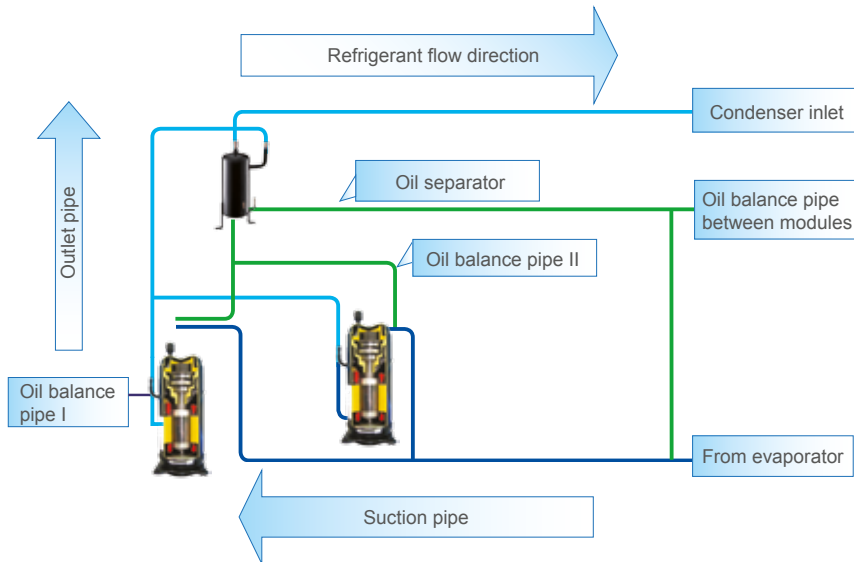 Refrigerant flow direction
Condenser inlet
Outlet pipe
Oil separator
Oil balance pipe
between modules
Oil balance pipe II
Oil balance
pipe I
From evaporator
Suction pipe